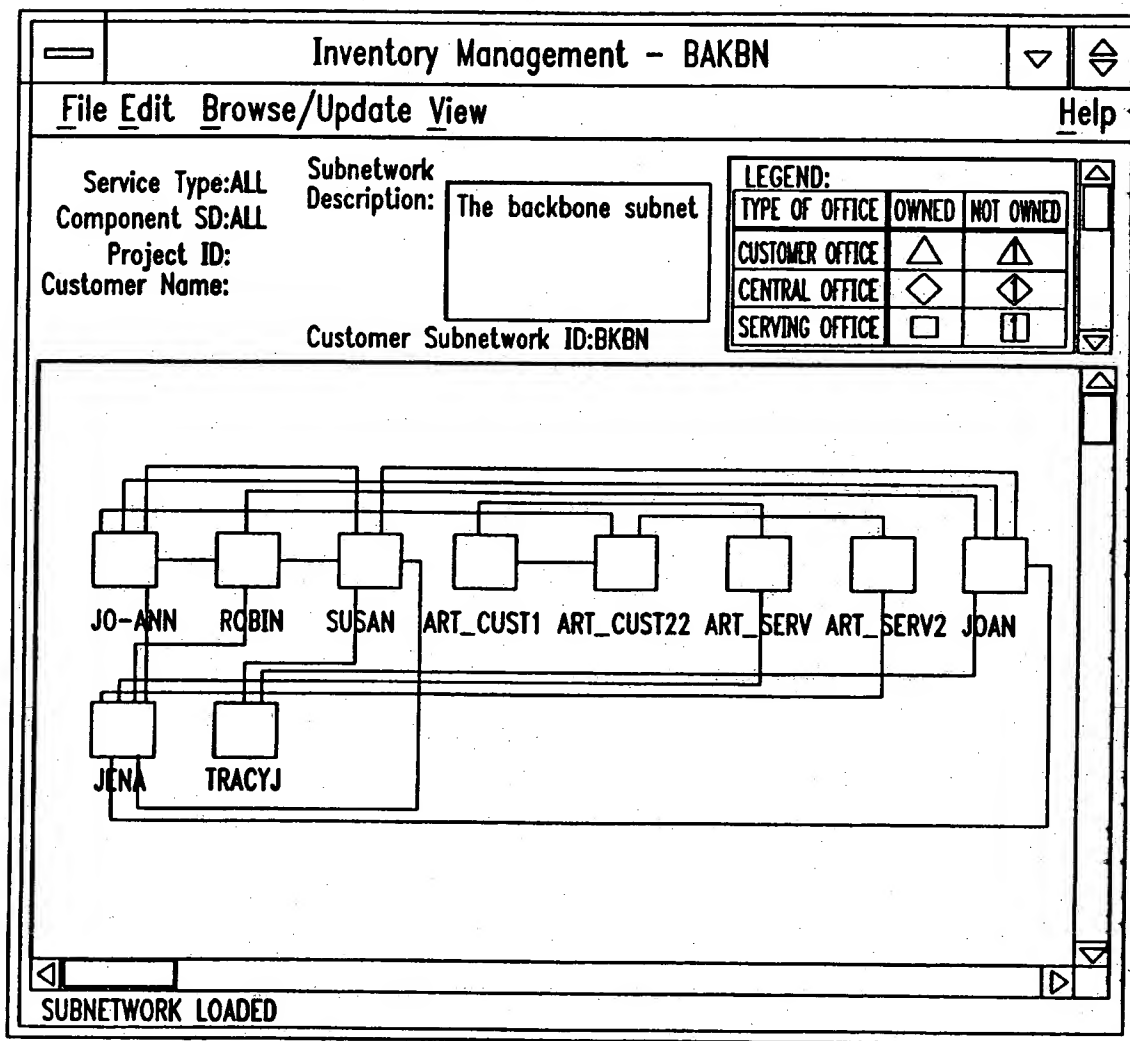 Inventory Management - BAKBN
File Edit Browse/Update View Help
Service Type:ALL
Component SD:ALL
Project ID:
Customer Name:
Subnetwork
Description:
The backbone subnet
Customer Subnetwork ID:BKBN
LEGEND:
TYPE OF OFFICE OWNED NOT OWNED
CUSTOMER OFFICE
CENTRAL OFFICE
SERVING OFFICE
JO-ANN ROBIN SUSAN ART_CUST1 ART_CUST22 ART_SERV ART_SERV2 JOAN
JENA TRACYJ
SUBNETWORK LOADED